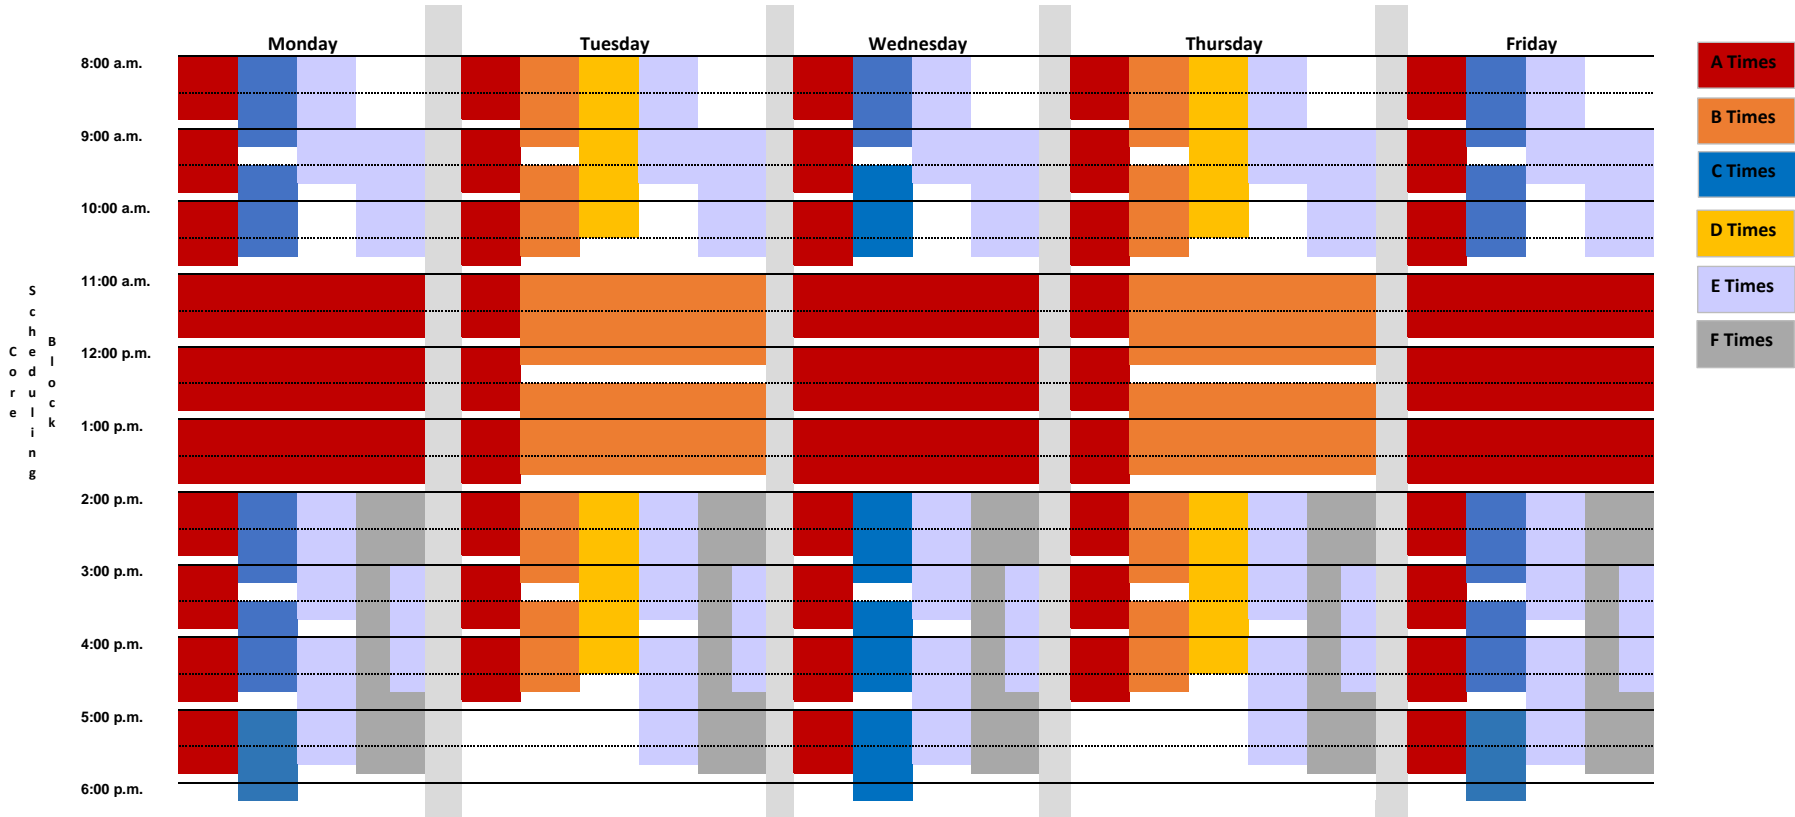 Monday Tuesday Wednesday Thursday Friday
8:00 a.m.
9:00 a.m.
10:00 a.m.
11:00 a.m.
12:00 p.m.
1:00 p.m.
2:00 p.m.
3:00 p.m.
4:00 p.m.
5:00 p.m.
6:00 p.m.
Core
Scheduling
Block
A Times
B Times
C Times
D Times
E Times
F Times